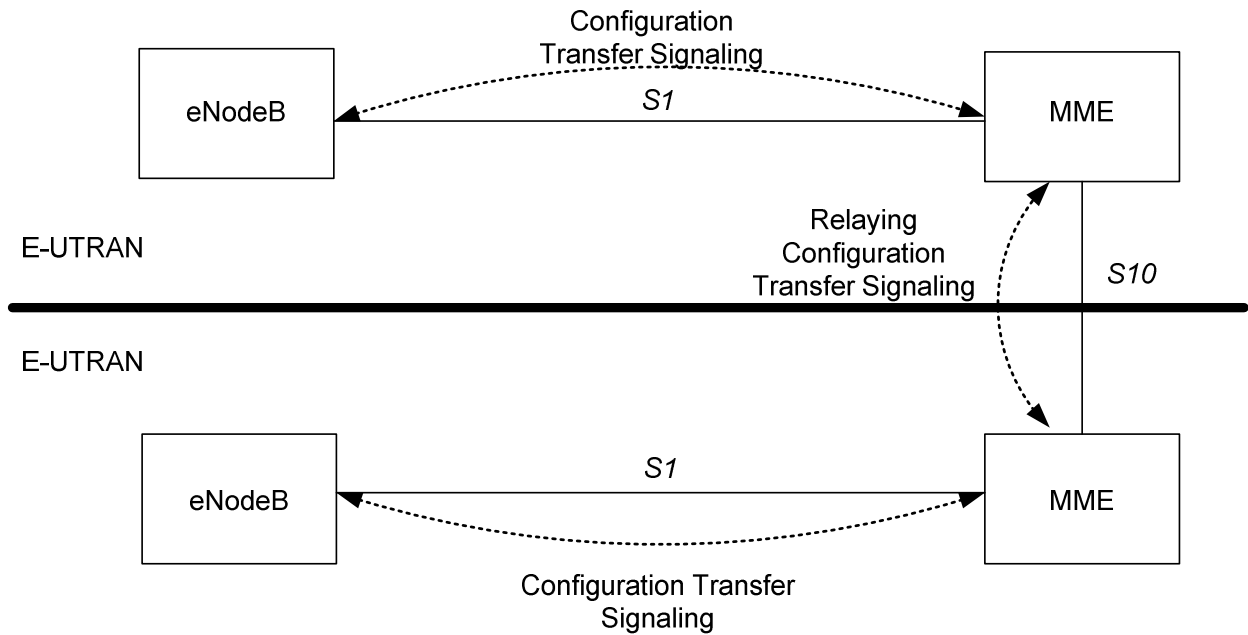 Configuration
Transfer Signaling
eNodeB
S1
MME
Relaying
Configuration
Transfer Signaling
E-UTRAN
S10
E-UTRAN
eNodeB
S1
MME
Configuration Transfer
Signaling